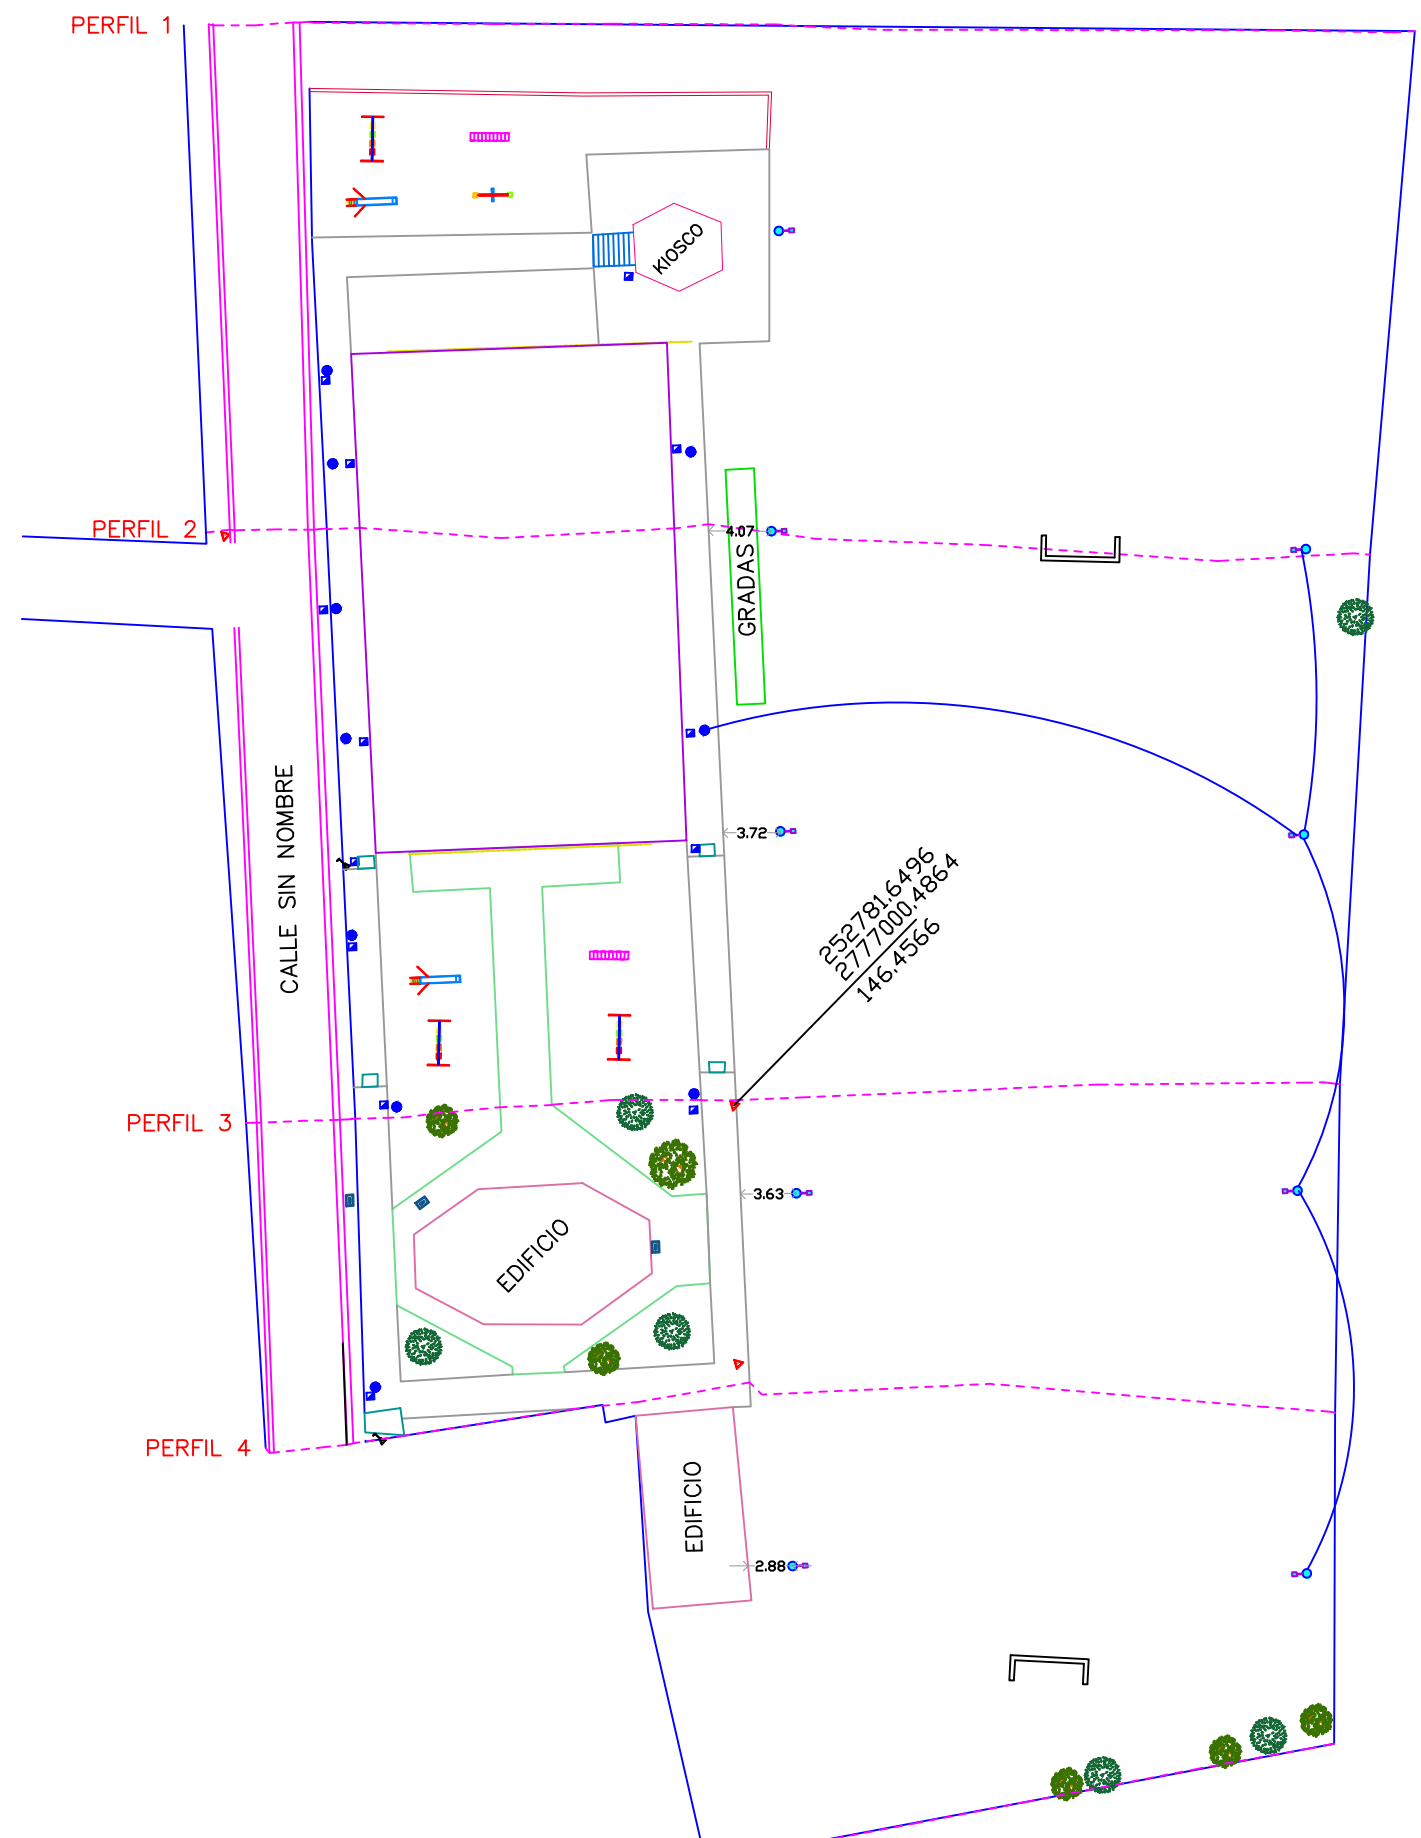 PERFIL 1
KIOSCO
PERFIL 2
4.07
GRADAS
CALLE SIN NOMBRE
3.72
252781.6496
2777000.4864
146.4566
PERFIL 3
3.63
EDIFICIO
PERFIL 4
EDIFICIO
2.88